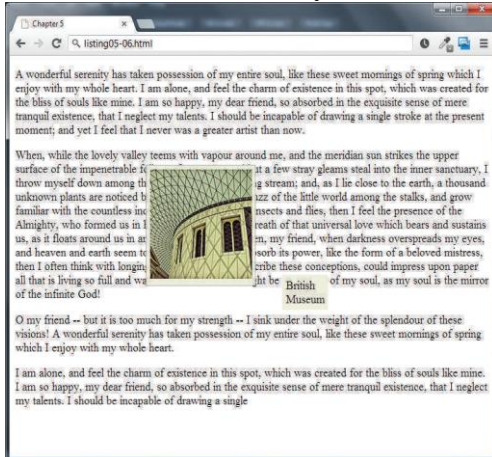 Chapter 5
listing05-06.html
A wonderful serenity has taken possession of my entire soul, like these sweet mornings of spring which I
enjoy with my whole heart. I am alone, and feel the charm of existence in this spot, which was created for
the bliss of souls like mine. I am so happy, my dear friend, so absorbed in the exquisite sense of mere
tranquil existence, that I neglect my talents. I should be incapable of drawing a single stroke at the present
moment; and yet I feel that I never was a greater artist than now.
When, while the lovely valley teems with vapour around me, and the meridian sun strikes the upper
surface of the impenetrable a few stray gleams steal into the inner sanctuary, I
throw myself down among th g stream; and, as I lie close to the earth, a thousand
unknown plants are noticed b zz of the little world among the stalks, and grow
familiar with the countless in nsects and flies, then I feel the presence of the
Almighty, who formed us in reath of that universal love which bears and sustains
us, as it floats around us in a en, my friend, when darkness overspreads my eyes,
and heaven and earth seem t sorb its power, like the form of a beloved mistress,
then I often think with longin cribe these conceptions, could impress upon paper
all that is living so full and wa ght be of my soul, as my soul is the mirror
of the infinite God!
British
Museum
O my friend -- but it is too much for my strength -- I sink under the weight of the splendour of these
visions! A wonderful serenity has taken possession of my entire soul, like these sweet mornings of spring
which I enjoy with my whole heart.
I am alone, and feel the charm of existence in this spot, which was created for the bliss of souls like mine.
I am so happy, my dear friend, so absorbed in the exquisite sense of mere tranquil existence, that I neglect
my talents. I should be incapable of drawing a single